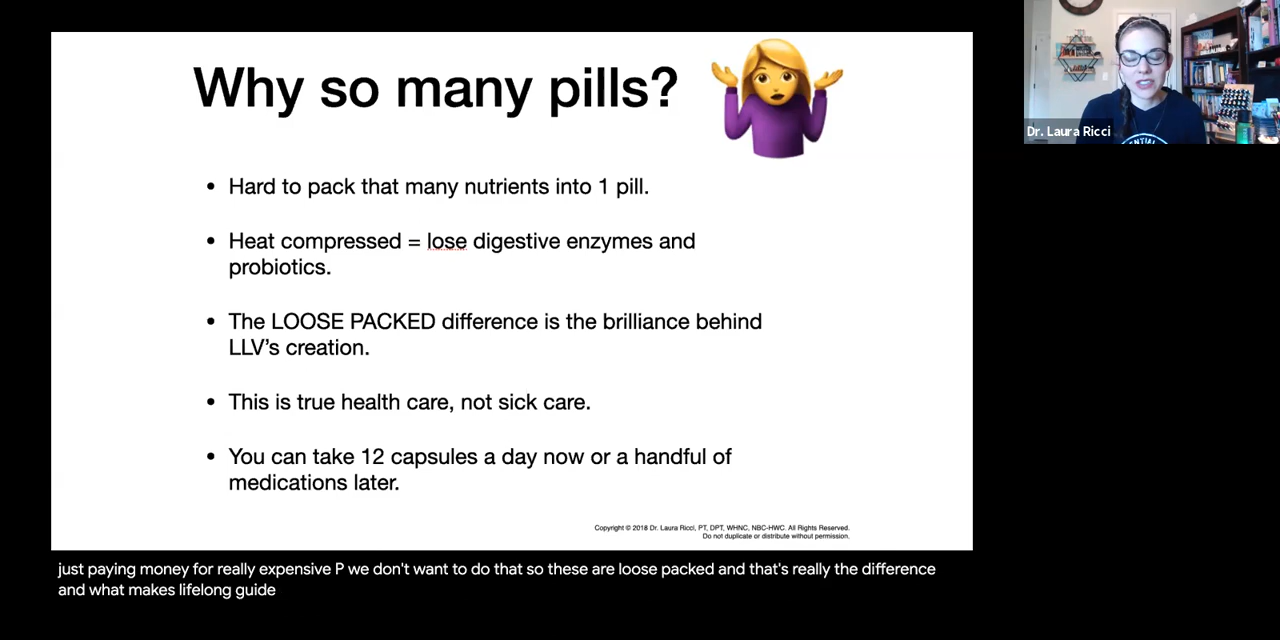 Why so many pills?
• Hard to pack that many nutrients into 1 pill.
• Heat compressed = lose digestive enzymes and
probiotics.
• The LOOSE PACKED difference is the brilliance behind
LLV's creation.
• This is true health care, not sick care.
• You can take 12 capsules a day now or a handful of
medications later.
Copyright © 2018 Dr. Laura Ricci, PT, DPT, WHNC, NBC-HWC. All Rights Reserved.
Do not duplicate or distribute without permission.
Dr. Laura Ricci
just paying money for really expensive P we don't want to do that so these are loose packed and that's really the difference
and what makes lifelong guide